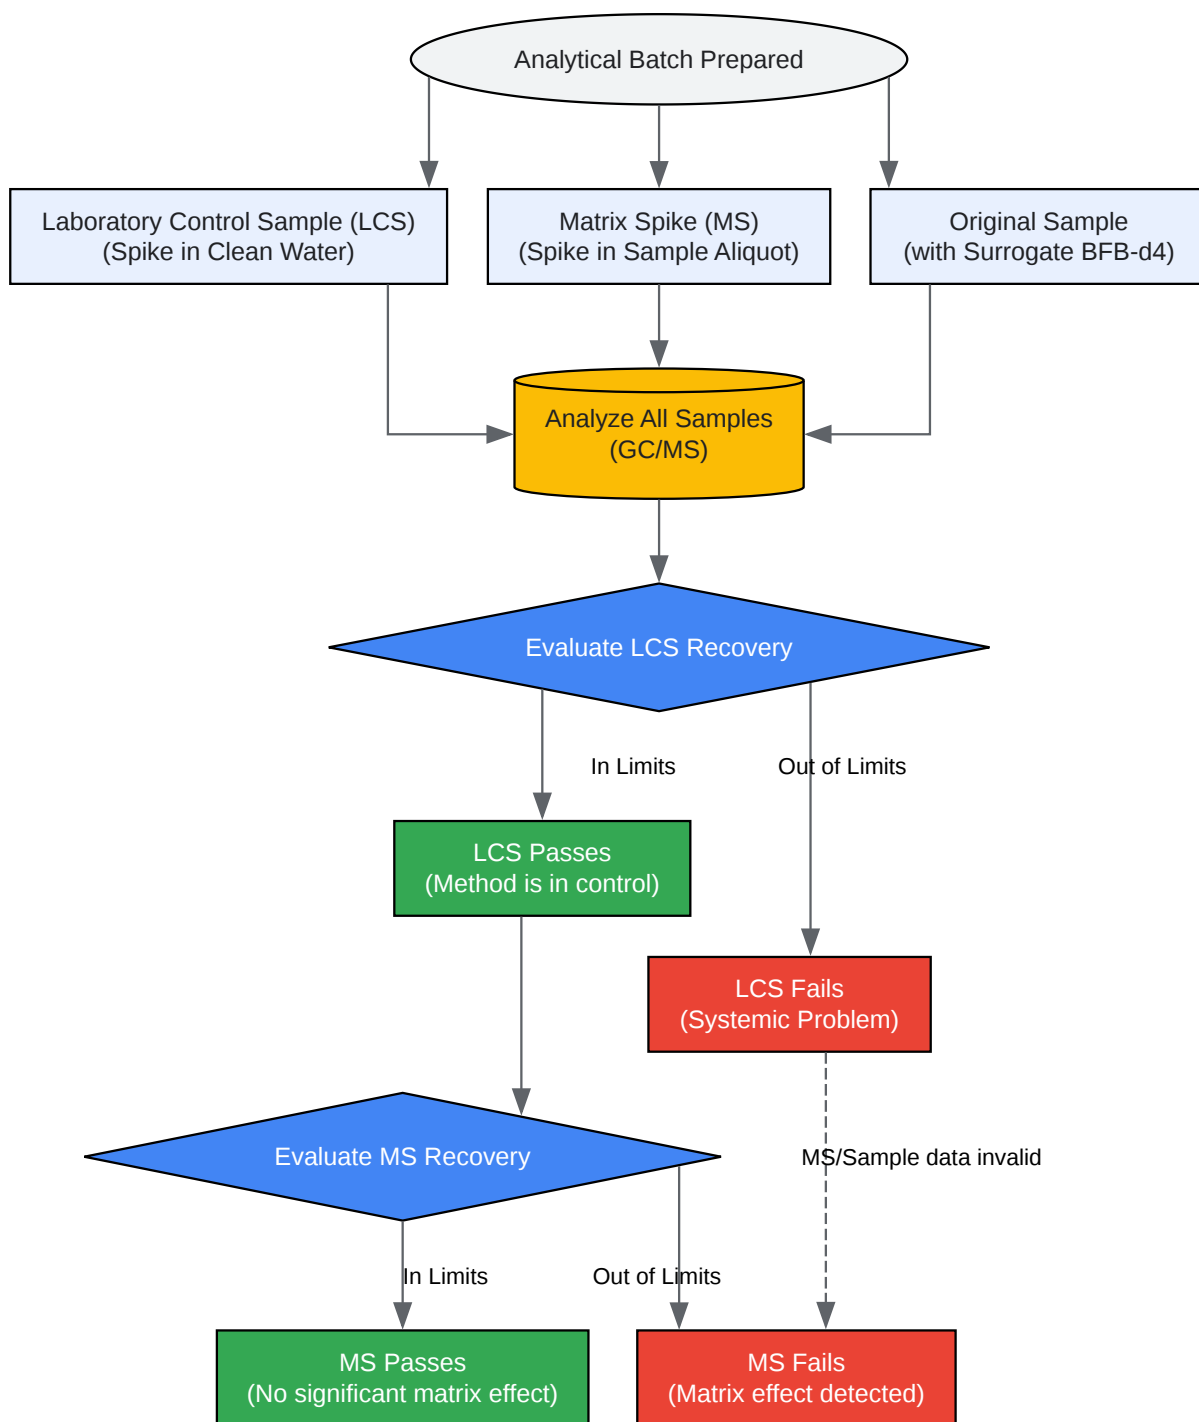 Analytical Batch Prepared
Laboratory Control Sample (LCS)
(Spike in Clean Water)
Matrix Spike (MS)
(Spike in Sample Aliquot)
Original Sample
(with Surrogate BFB-d4)
Analyze All Samples
(GC/MS)
Evaluate LCS Recovery
In Limits
Out of Limits
LCS Passes
(Method is in control)
LCS Fails
(Systemic Problem)
Evaluate MS Recovery
MS/Sample data invalid
In Limits
Out of Limits
MS Passes
(No significant matrix effect)
MS Fails
(Matrix effect detected)